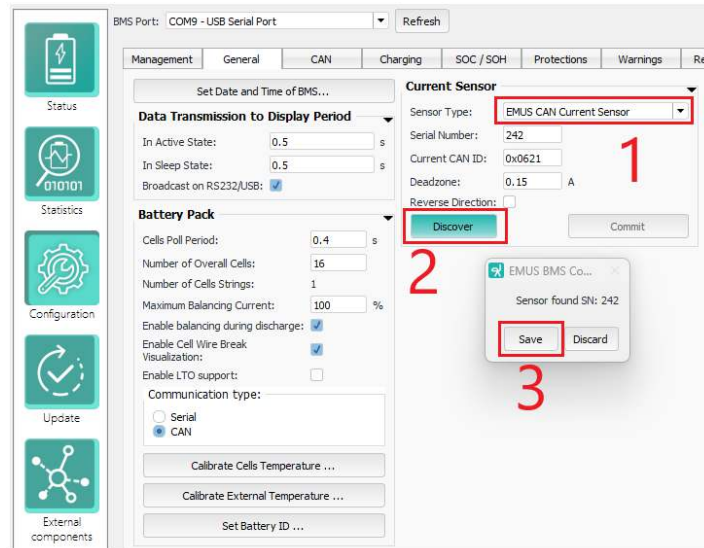 BMS Port: COM9 - USB Serial Port Refresh
Management General CAN Charging SOC / SOH Protections Warnings Re
Status
Statistics
Configuration
Update
External
components
010101
Set Date and Time of BMS...
Data Transmission to Display Period
In Active State: 0.5 s
In Sleep State: 0.5 s
Broadcast on RS232/USB:
Battery Pack
Cells Poll Period: 0.4 s
Number of Overall Cells: 16
Number of Cells Strings: 1
Maximum Balancing Current: 100 %
Enable balancing during discharge:
Enable Cell Wire Break
Visualization:
Enable LTO support:
Communication type:
Serial
CAN
Calibrate Cells Temperature ...
Calibrate External Temperature ...
Set Battery ID ...
Current Sensor
Sensor Type: EMUS CAN Current Sensor
1
Serial Number: 242
Current CAN ID: 0x0621
Deadzone: 0.15 A
Reverse Direction:
Discover Commit
2
EMUS BMS Co...
Sensor found SN: 242
Save Discard
3